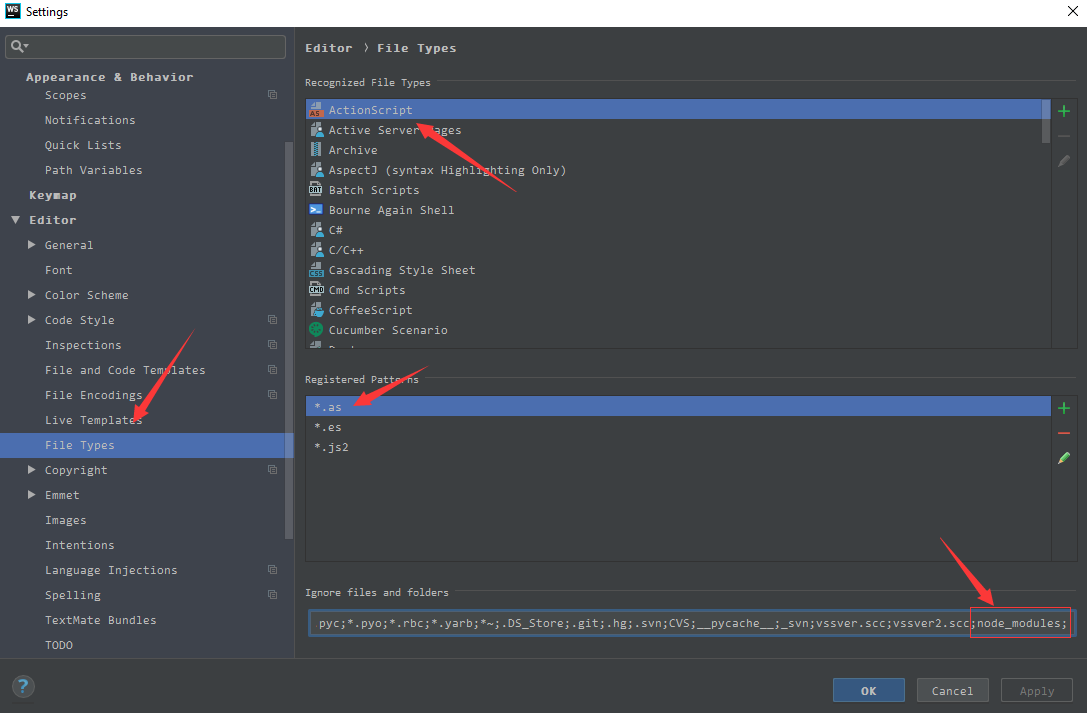 WS Settings
Appearance & Behavior
Scopes
Notifications
Quick Lists
Path Variables
Keymap
Editor
General
Font
Color Scheme
Code Style
Inspections
File and Code Templates
File Encodings
Live Templates
File Types
Copyright
Emmet
Images
Intentions
Language Injections
Spelling
TextMate Bundles
TODO
Editor › File Types
Recognized File Types
ActionScript
Active Server Pages
Archive
AspectJ (syntax Highlighting Only)
Batch Scripts
Bourne Again Shell
C#
C/C++
Cascading Style Sheet
Cmd Scripts
CoffeeScript
Cucumber Scenario
Registered Patterns
*.as
*.es
*.js2
Ignore files and folders
pyc;*.pyo;*.rbc;*.yarb;*~;.DS_Store;.git;.hg;.svn;CVS;__pycache__;_svn;vssver.scc;vssver2.scc;node_modules;
?
OK
Cancel
Apply